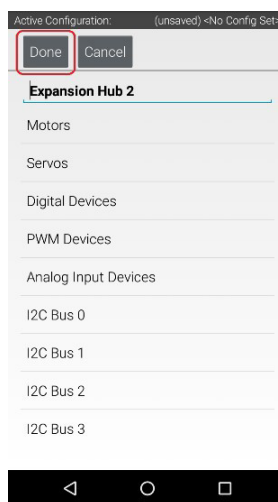 Active Configuration: (unsaved) <No Config Set>
Done Cancel
Expansion Hub 2
Motors
Servos
Digital Devices
PWM Devices
Analog Input Devices
I2C Bus 0
I2C Bus 1
I2C Bus 2
I2C Bus 3